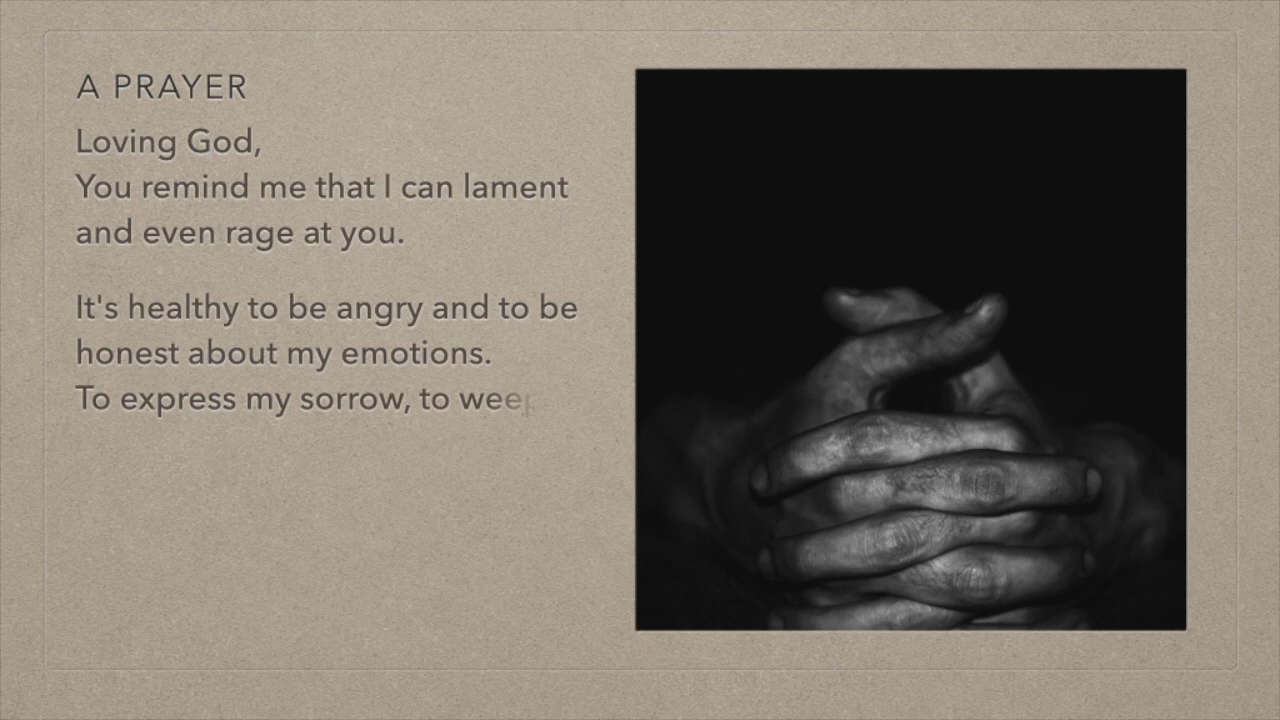 A PRAYER
Loving God,
You remind me that I can lament
and even rage at you.
It's healthy to be angry and to be
honest about my emotions.
To express my sorrow, to weep